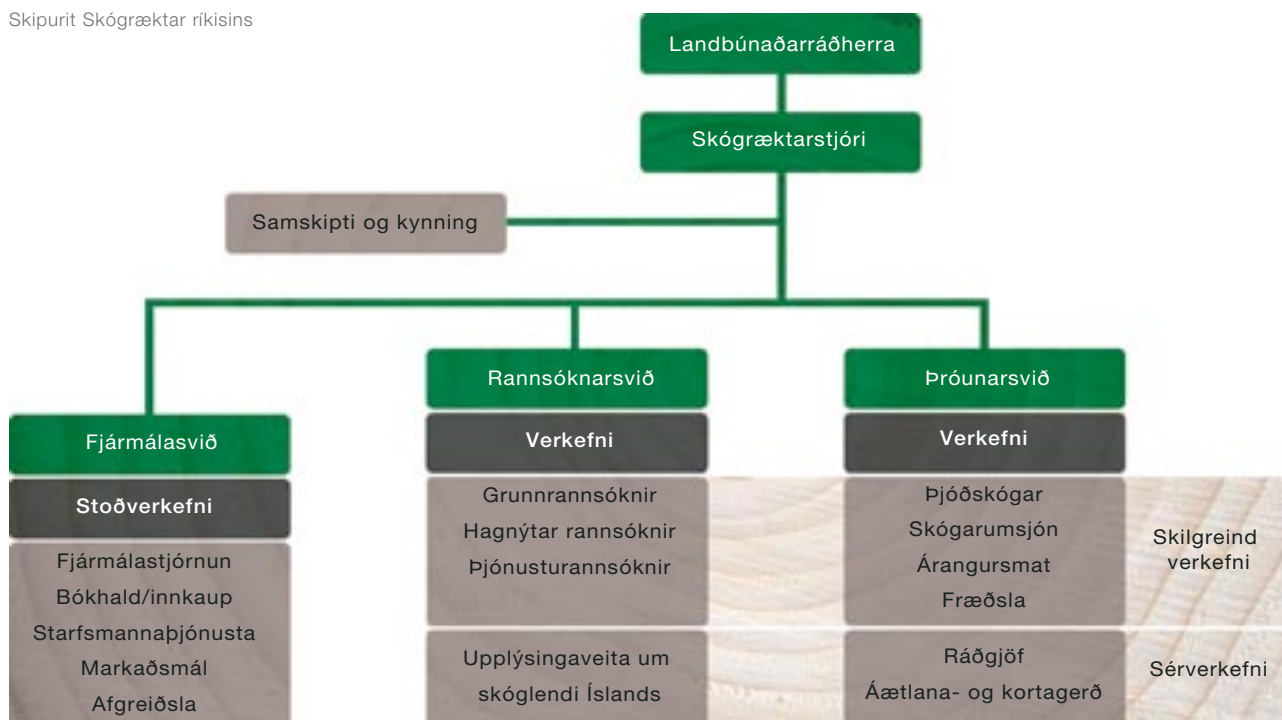 Skipurit Skógræktar ríkisins
Landbúnaðarráðherra
Skógræktarstjóri
Samskipti og kynning
Fjármálasvið
Stoðverkefni
Fjármálastjórnun
Bókhald/innkaup
Starfsmannaþjónusta
Markaðsmál
Afgreiðsla
Rannsóknarsvið
Verkefni
Grunnrannsóknir
Hagnýtar rannsóknir
Þjónusturannsóknir
Upplýsingaveita um
skóglendi Íslands
Þróunarsvið
Verkefni
Þjóðskógar
Skógarumsjón
Árangursmat
Fræðsla
Ráðgjöf
Áætlana- og kortagerð
Skilgreind
verkefni
Sérverkefni